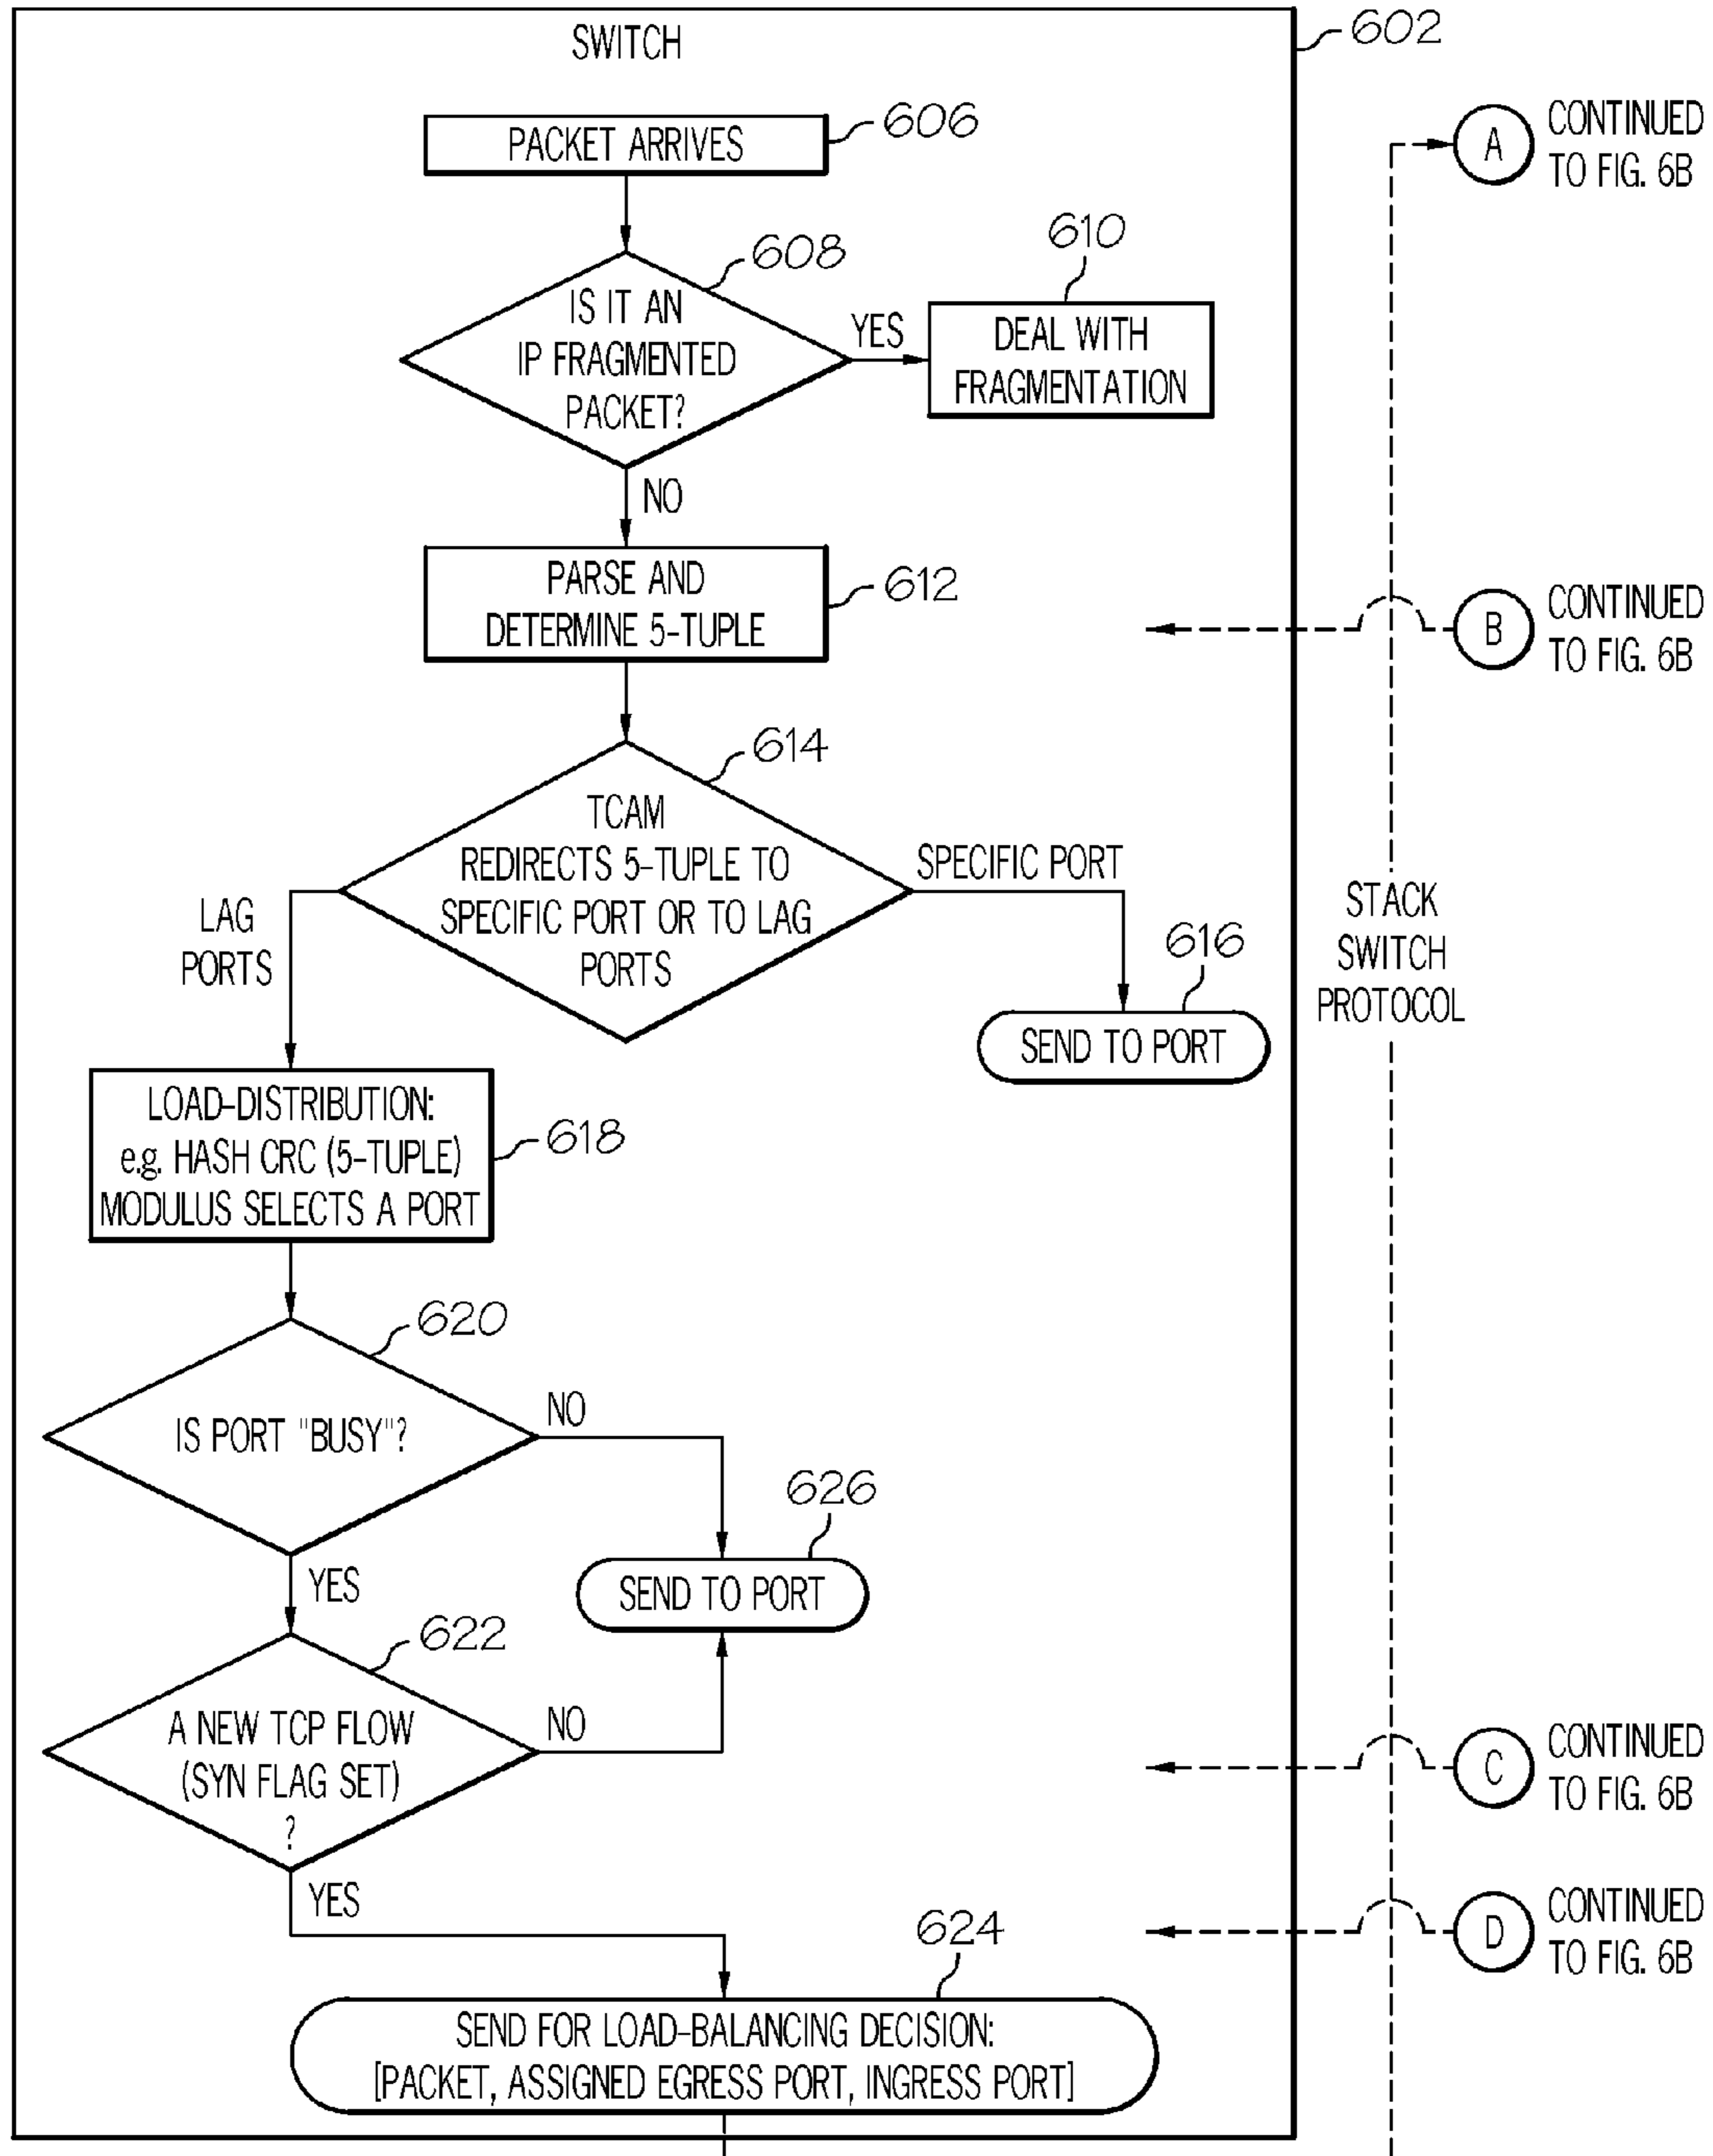 SWITCH
602
PACKET ARRIVES
606
A
CONTINUED
TO FIG. 6B
608
IS IT AN
IP FRAGMENTED
PACKET?
YES
610
DEAL WITH
FRAGMENTATION
NO
PARSE AND
DETERMINE 5-TUPLE
612
B
CONTINUED
TO FIG. 6B
614
TCAM
REDIRECTS 5-TUPLE TO
SPECIFIC PORT OR TO LAG
PORTS
SPECIFIC PORT
LAG
PORTS
616
SEND TO PORT
STACK
SWITCH
PROTOCOL
LOAD-DISTRIBUTION:
e.g. HASH CRC (5-TUPLE)
MODULUS SELECTS A PORT
618
620
IS PORT "BUSY"?
NO
626
SEND TO PORT
YES
622
A NEW TCP FLOW
(SYN FLAG SET)
?
NO
C
CONTINUED
TO FIG. 6B
YES
D
CONTINUED
TO FIG. 6B
624
SEND FOR LOAD-BALANCING DECISION:
[PACKET, ASSIGNED EGRESS PORT, INGRESS PORT]